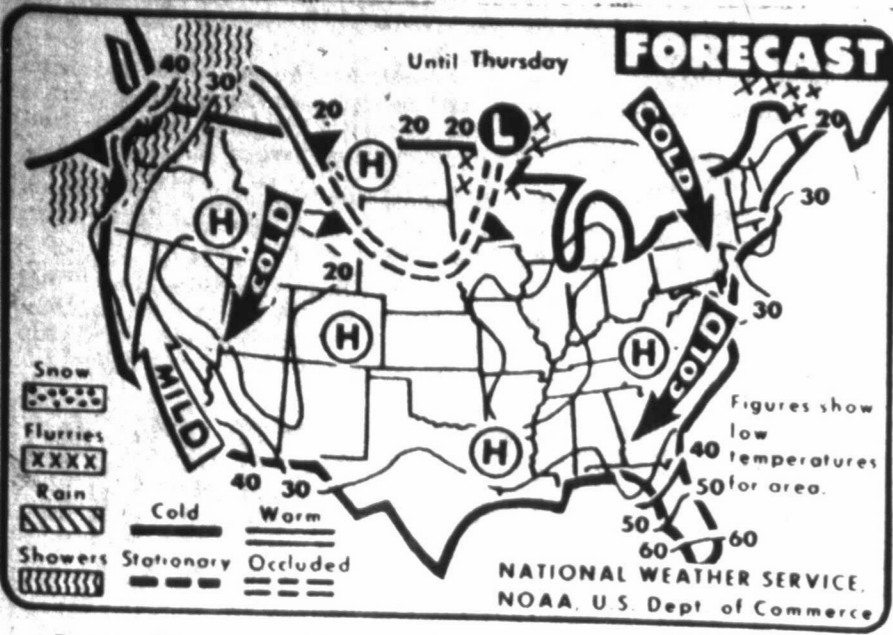 FORECAST
Until Thursday
40
30
20
20 20
L
COLD
20
H
30
H
COLD
20
30
H
H
COLD
MILD
Snow
Flurries
XXXX
Rain
Showers
Figures show
low
temperatures
for area.
H
40
50
40 30
50
60 60
Cold Warm
Stationary Occluded
NATIONAL WEATHER SERVICE,
NOAA, U.S. Dept of Commerce